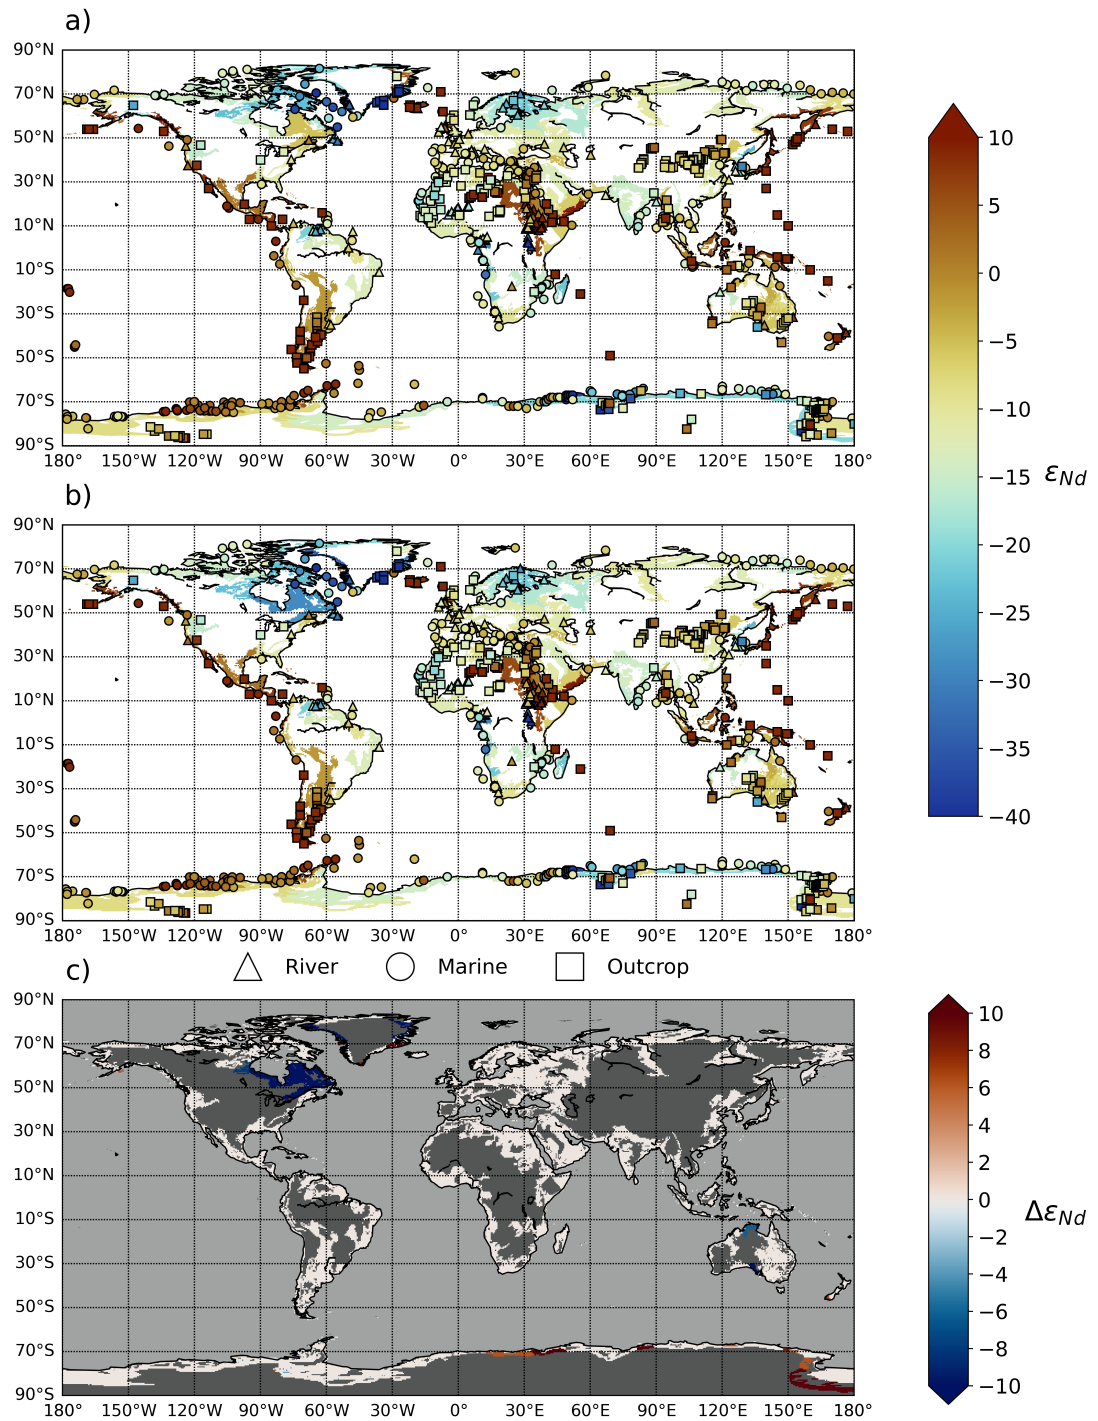 a)
90°N
70°N
50°N
30°N
10°N
10°S
30°S
50°S
70°S
90°S
180° 150°W 120°W 90°W 60°W 30°W 0° 30°E 60°E 90°E 120°E 150°E 180°
b)
90°N
70°N
50°N
30°N
10°N
10°S
30°S
50°S
70°S
90°S
180° 150°W 120°W 90°W 60°W 30°W 0° 30°E 60°E 90°E 120°E 150°E 180°
10
5
0
−5
−10
−15
−20
−25
−30
−35
−40
εNd
River Marine Outcrop
c)
90°N
70°N
50°N
30°N
10°N
10°S
30°S
50°S
70°S
90°S
180° 150°W 120°W 90°W 60°W 30°W 0° 30°E 60°E 90°E 120°E 150°E 180°
10
8
6
4
2
0
−2
−4
−6
−8
−10
ΔεNd